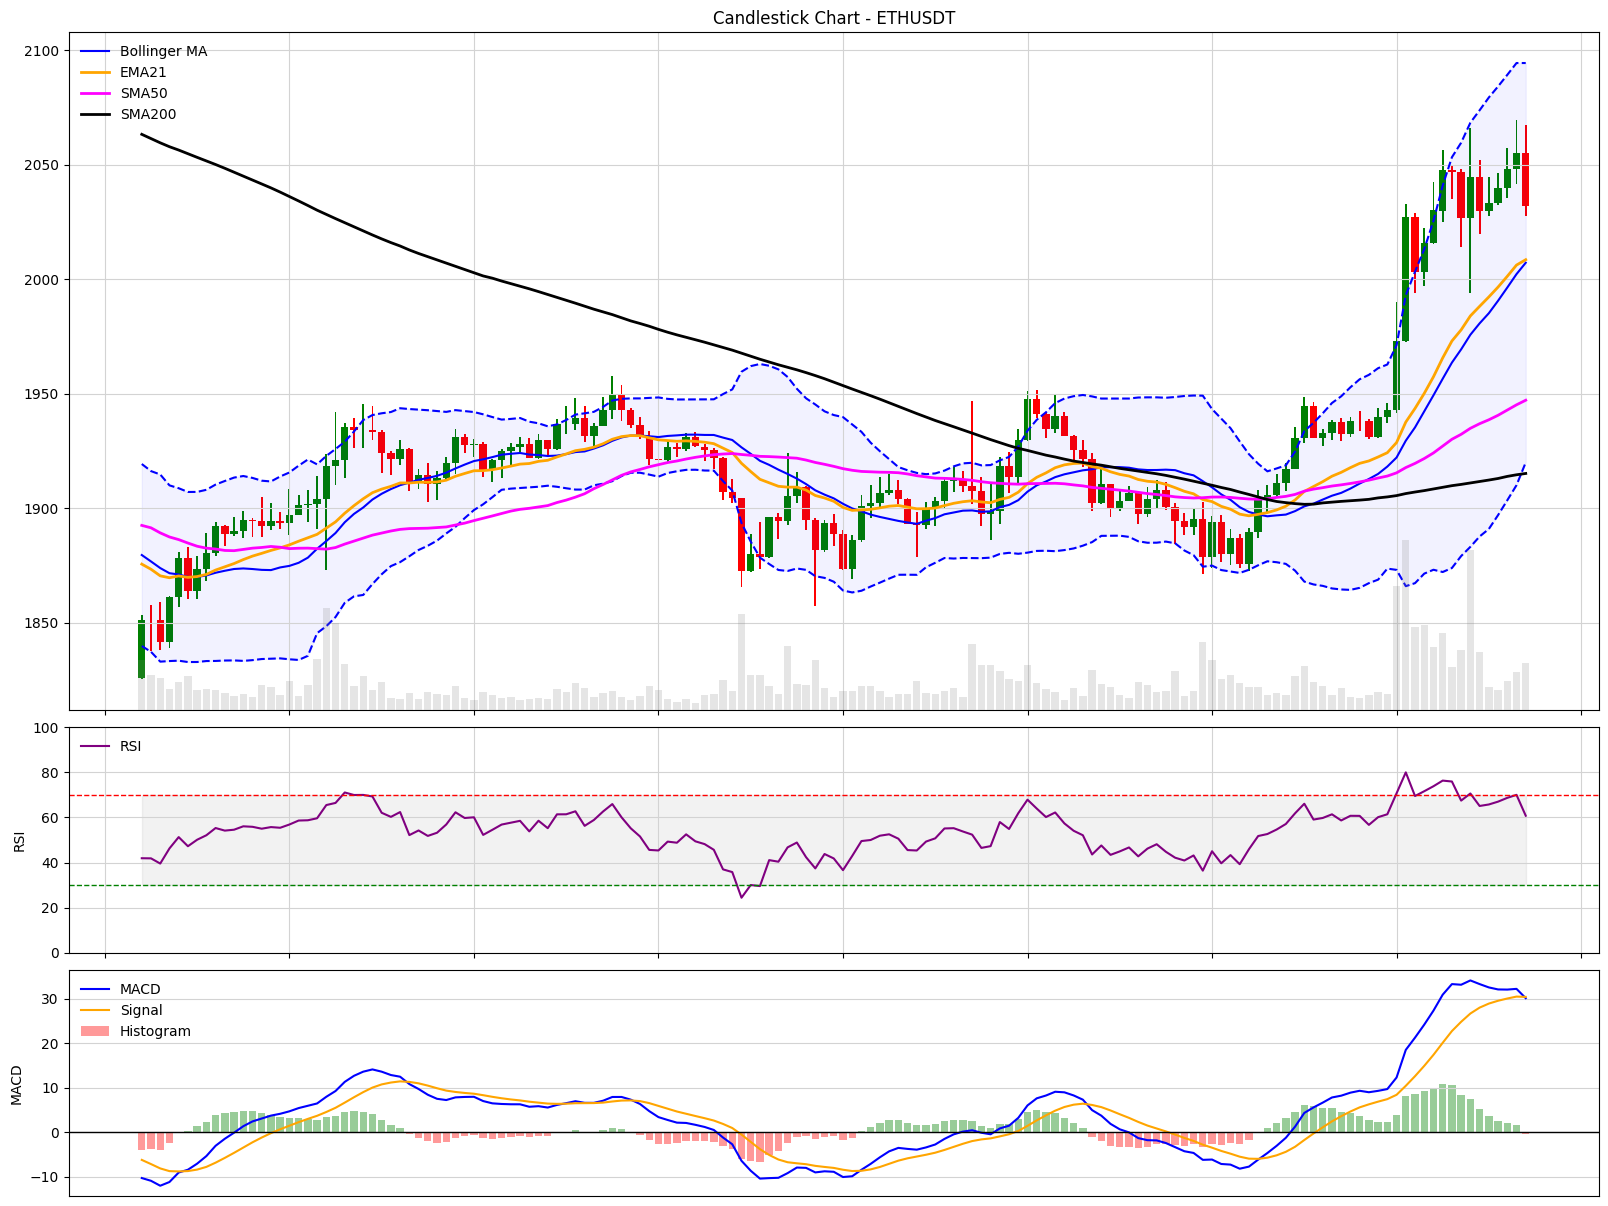 Candlestick Chart - ETHUSDT
2100
2050
2000
1950
1900
1850
Bollinger MA
EMA21
SMA50
SMA200
100
80
60
40
20
0
RSI
RSI
30
20
10
0
−10
MACD
MACD
Signal
Histogram